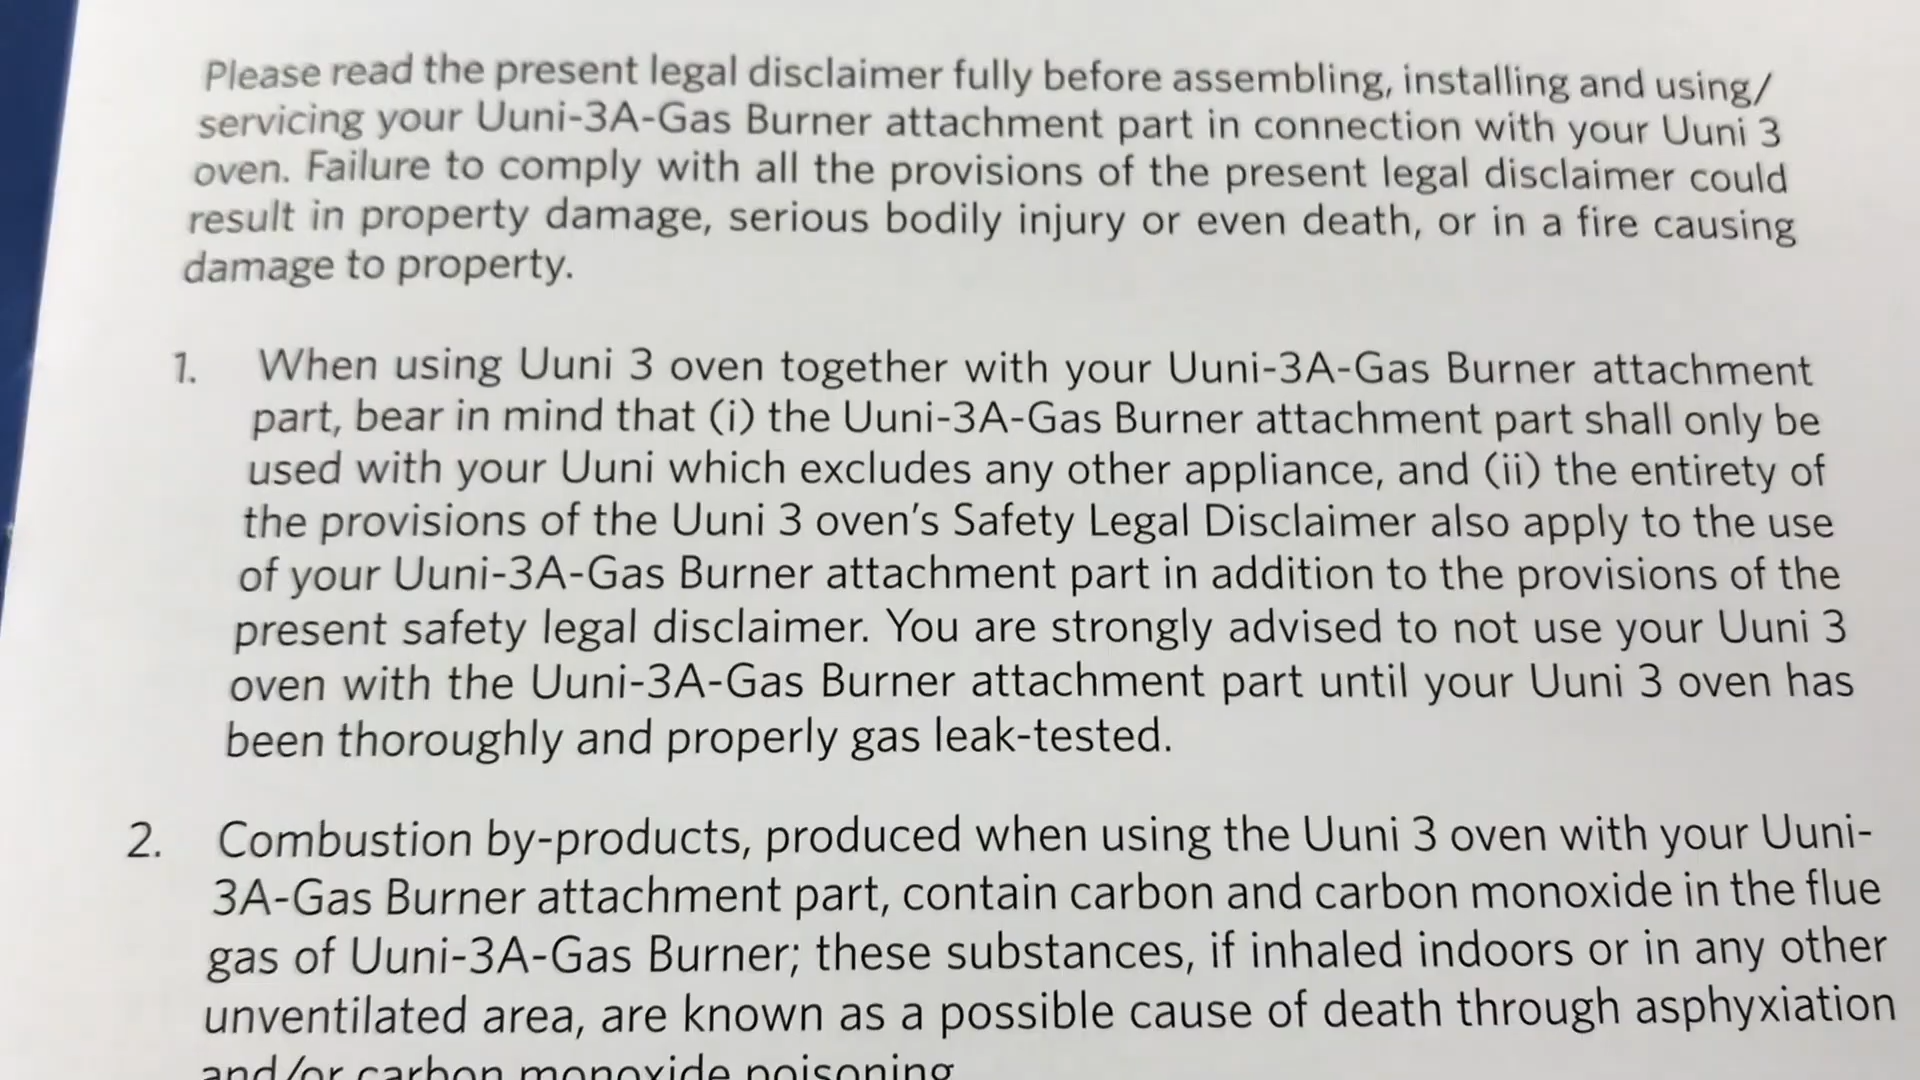 Please read the present legal disclaimer fully before assembling, installing and using/
servicing your Uuni-3A-Gas Burner attachment part in connection with your Uuni 3
oven. Failure to comply with all the provisions of the present legal disclaimer could
result in property damage, serious bodily injury or even death, or in a fire causing
damage to property.
1. When using Uuni 3 oven together with your Uuni-3A-Gas Burner attachment
part, bear in mind that (i) the Uuni-3A-Gas Burner attachment part shall only be
used with your Uuni which excludes any other appliance, and (ii) the entirety of
the provisions of the Uuni 3 oven's Safety Legal Disclaimer also apply to the use
of your Uuni-3A-Gas Burner attachment part in addition to the provisions of the
present safety legal disclaimer. You are strongly advised to not use your Uuni 3
oven with the Uuni-3A-Gas Burner attachment part until your Uuni 3 oven has
been thoroughly and properly gas leak-tested.
2. Combustion by-products, produced when using the Uuni 3 oven with your Uuni-
3A-Gas Burner attachment part, contain carbon and carbon monoxide in the flue
gas of Uuni-3A-Gas Burner; these substances, if inhaled indoors or in any other
unventilated area, are known as a possible cause of death through asphyxiation
and/or carbon monoxide poisoning